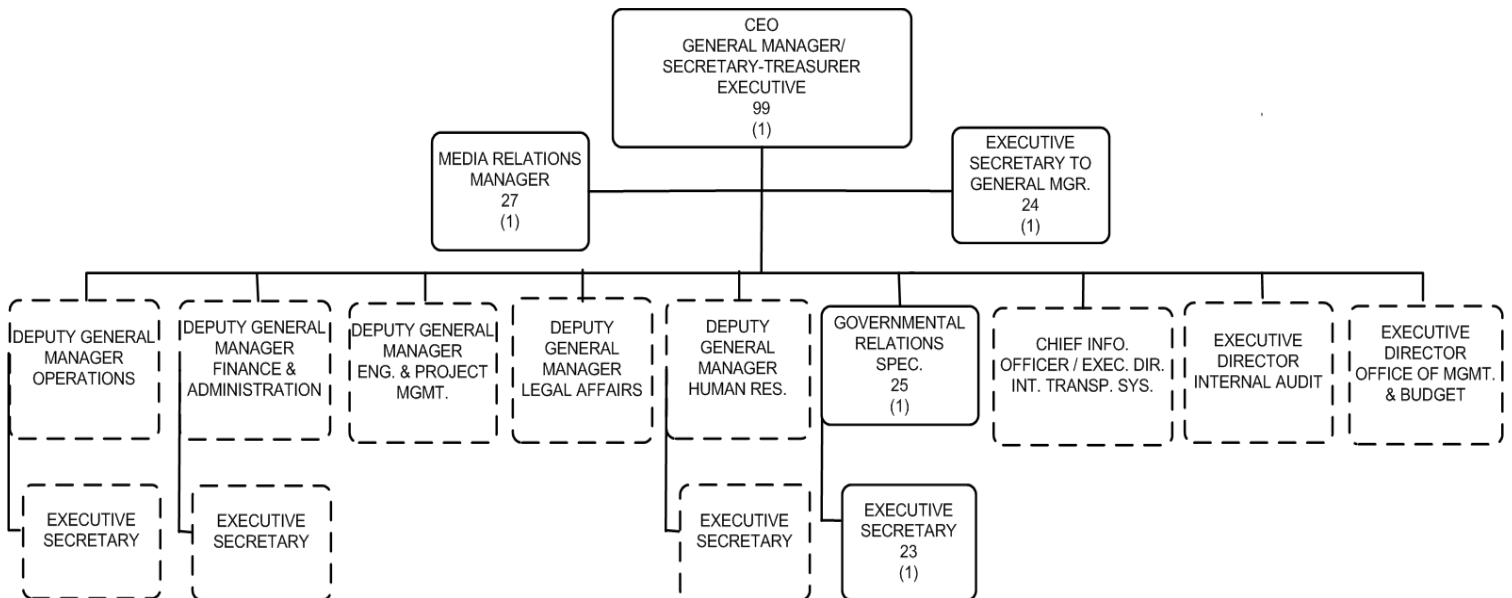 CEO
GENERAL MANAGER/
SECRETARY-TREASURER
EXECUTIVE
99
(1)
MEDIA RELATIONS
MANAGER
27
(1)
EXECUTIVE
SECRETARY TO
GENERAL MGR.
24
(1)
DEPUTY GENERAL
MANAGER
OPERATIONS
DEPUTY GENERAL
MANAGER
FINANCE &
ADMINISTRATION
DEPUTY GENERAL
MANAGER
ENG. & PROJECT
MGMT.
DEPUTY
GENERAL
MANAGER
LEGAL AFFAIRS
DEPUTY
GENERAL
MANAGER
HUMAN RES.
GOVERNMENTAL
RELATIONS
SPEC.
25
(1)
CHIEF INFO.
OFFICER / EXEC. DIR.
INT. TRANSP. SYS.
EXECUTIVE
DIRECTOR
INTERNAL AUDIT
EXECUTIVE
DIRECTOR
OFFICE OF MGMT.
& BUDGET
EXECUTIVE
SECRETARY
EXECUTIVE
SECRETARY
EXECUTIVE
SECRETARY
EXECUTIVE
SECRETARY
23
(1)